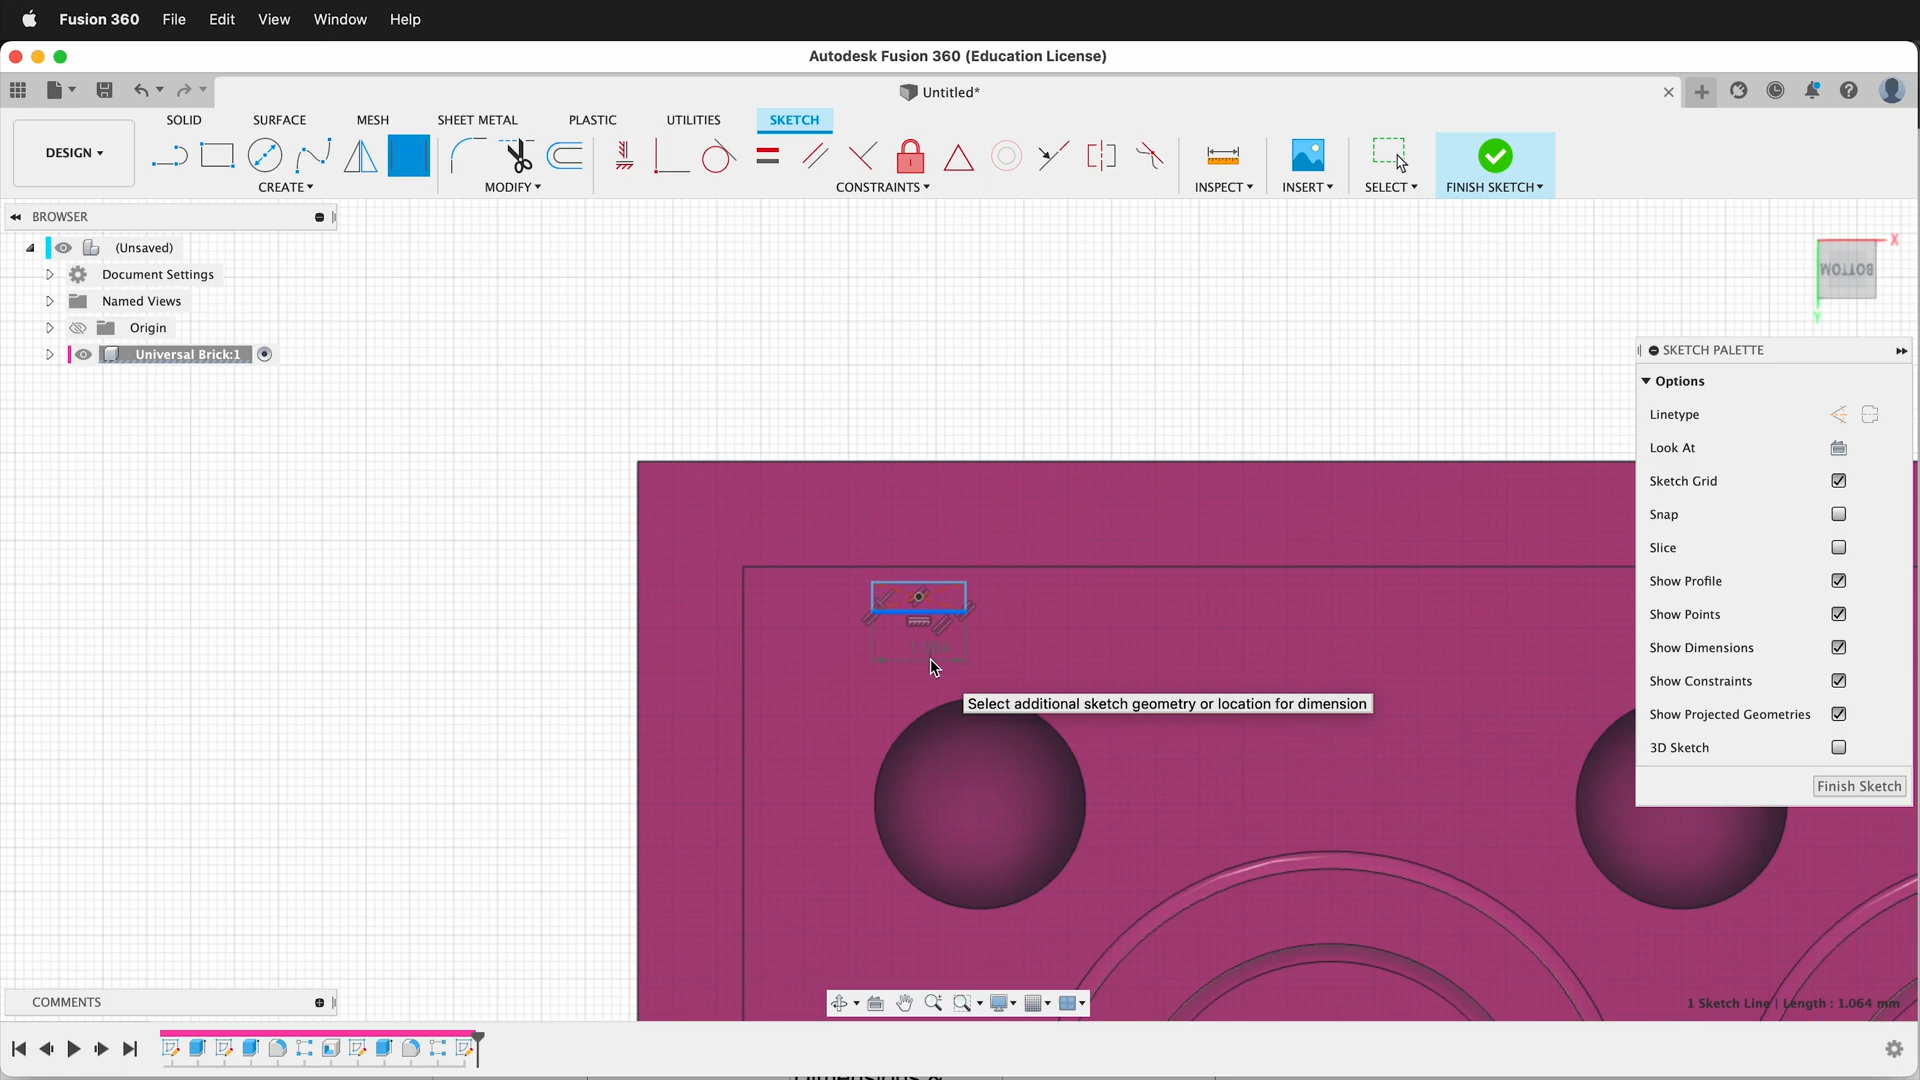 Fusion 360 File Edit View Window Help
Autodesk Fusion 360 (Education License)
Untitled*
SOLID SURFACE MESH SHEET METAL PLASTIC UTILITIES SKETCH
DESIGN
CREATE MODIFY CONSTRAINTS INSPECT INSERT SELECT FINISH SKETCH
BROWSER
(Unsaved)
Document Settings
Named Views
Origin
Universal Brick:1
X
BOTTOM
Y
SKETCH PALETTE
Options
Linetype
Look At
Sketch Grid
Snap
Slice
Show Profile
Show Points
Show Dimensions
Show Constraints
Show Projected Geometries
3D Sketch
Finish Sketch
Select additional sketch geometry or location for dimension
COMMENTS
1 Sketch Line | Length : 1.064 mm